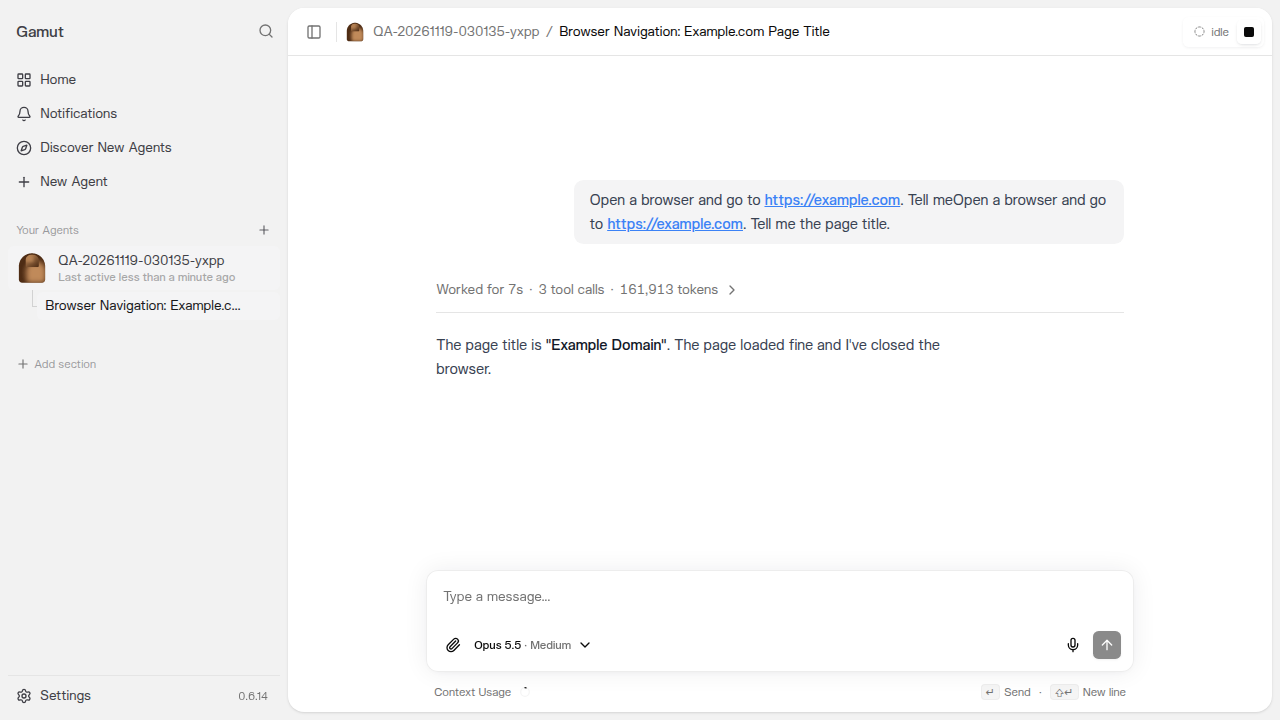 Gamut
Home
Notifications
Discover New Agents
New Agent
Your Agents
QA-20261119-030135-yxpp
Last active less than a minute ago
Browser Navigation: Example.c...
Add section
Settings
0.6.14
QA-20261119-030135-yxpp / Browser Navigation: Example.com Page Title
idle
Open a browser and go to https://example.com. Tell meOpen a browser and go
to https://example.com. Tell me the page title.
Worked for 7s · 3 tool calls · 161,913 tokens
The page title is "Example Domain". The page loaded fine and I've closed the
browser.
Type a message...
Opus 5.5 · Medium
Context Usage
Send · New line